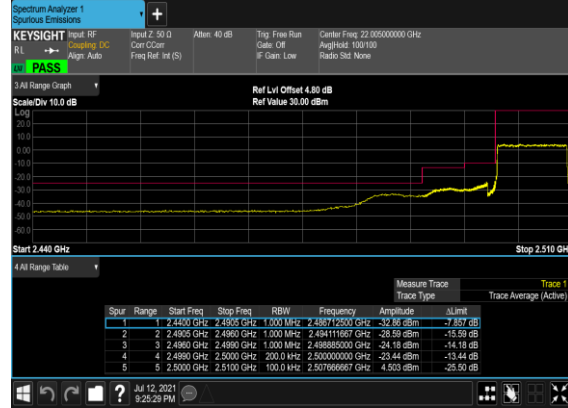 Spectrum Analyzer 1
Spurious Emissions
KEYSIGHT Input: RF Input Z: 50 Ω Atten: 40 dB Trig: Free Run Center Freq: 22.005000000 GHz
RL Coupling: DC Corr CCorr Gate: Off Avg|Hold: 100/100
Align: Auto Freq Ref: Int (S) IF Gain: Low Radio Std: None
PASS
3 All Range Graph
Ref Lvl Offset 4.80 dB
Scale/Div 10.0 dB Ref Value 30.00 dBm
Log
20.0
10.0
0.00
-10.0
-20.0
-30.0
-40.0
-50.0
-60.0
Start 2.440 GHz Stop 2.510 GH
4 All Range Table
Measure Trace Trace 1
Trace Type Trace Average (Active)
Spur Range Start Freq Stop Freq RBW Frequency Amplitude ΔLimit
1 1 2.4400 GHz 2.4905 GHz 1.000 MHz 2.486712500 GHz -32.86 dBm -7.857 dB
2 2 2.4905 GHz 2.4960 GHz 1.000 MHz 2.494111667 GHz -28.59 dBm -15.59 dB
3 3 2.4960 GHz 2.4990 GHz 1.000 MHz 2.498885000 GHz -24.18 dBm -14.18 dB
4 4 2.4990 GHz 2.5000 GHz 200.0 kHz 2.500000000 GHz -23.44 dBm -13.44 dB
5 5 2.5000 GHz 2.5100 GHz 100.0 kHz 2.507666667 GHz 4.503 dBm -25.50 dB
?
Jul 12, 2021
9:25:29 PM